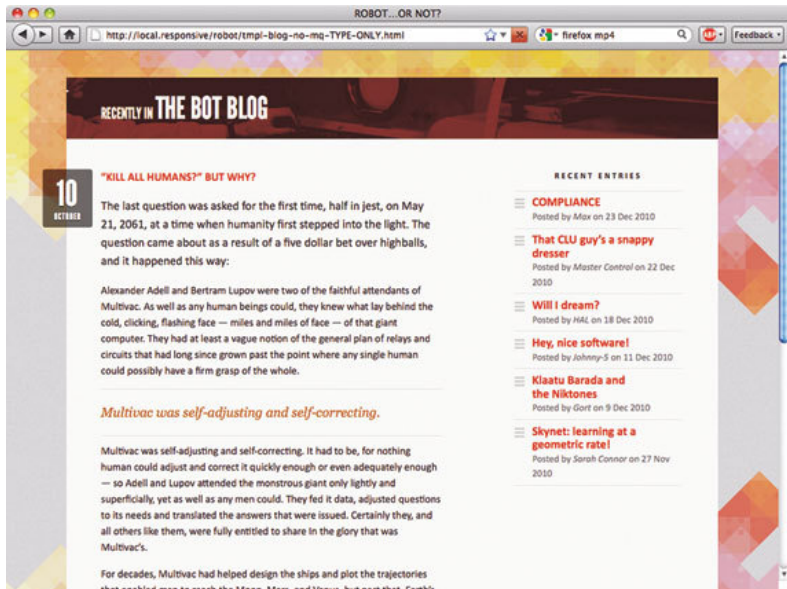 ROBOT...OR NOT?
http://local.responsive/robot/tmpl-blog-no-mq-TYPE-ONLY.html
firefox mp4
ABP
Feedback
RECENTLY IN THE BOT BLOG
10
OCTOBER
"KILL ALL HUMANS?" BUT WHY?
The last question was asked for the first time, half in jest, on May
21, 2061, at a time when humanity first stepped into the light. The
question came about as a result of a five dollar bet over highballs,
and it happened this way:
Alexander Adell and Bertram Lupov were two of the faithful attendants of
Multivac. As well as any human beings could, they knew what lay behind the
cold, clicking, flashing face — miles and miles of face — of that giant
computer. They had at least a vague notion of the general plan of relays and
circuits that had long since grown past the point where any single human
could possibly have a firm grasp of the whole.
Multivac was self-adjusting and self-correcting.
Multivac was self-adjusting and self-correcting. It had to be, for nothing
human could adjust and correct it quickly enough or even adequately enough
— so Adell and Lupov attended the monstrous giant only lightly and
superficially, yet as well as any men could. They fed it data, adjusted questions
to its needs and translated the answers that were issued. Certainly they, and
all others like them, were fully entitled to share in the glory that was
Multivac's.
For decades, Multivac had helped design the ships and plot the trajectories
that enabled man to reach the Moon, Mars, and Venus, but past that, Earth's
RECENT ENTRIES
COMPLIANCE
Posted by Max on 23 Dec 2010
That CLU guy's a snappy
dresser
Posted by Master Control on 22 Dec
2010
Will I dream?
Posted by HAL on 18 Dec 2010
Hey, nice software!
Posted by Johnny-5 on 11 Dec 2010
Klaatu Barada and
the Niktones
Posted by Gort on 9 Dec 2010
Skynet: learning at a
geometric rate!
Posted by Sarah Connor on 27 Nov
2010